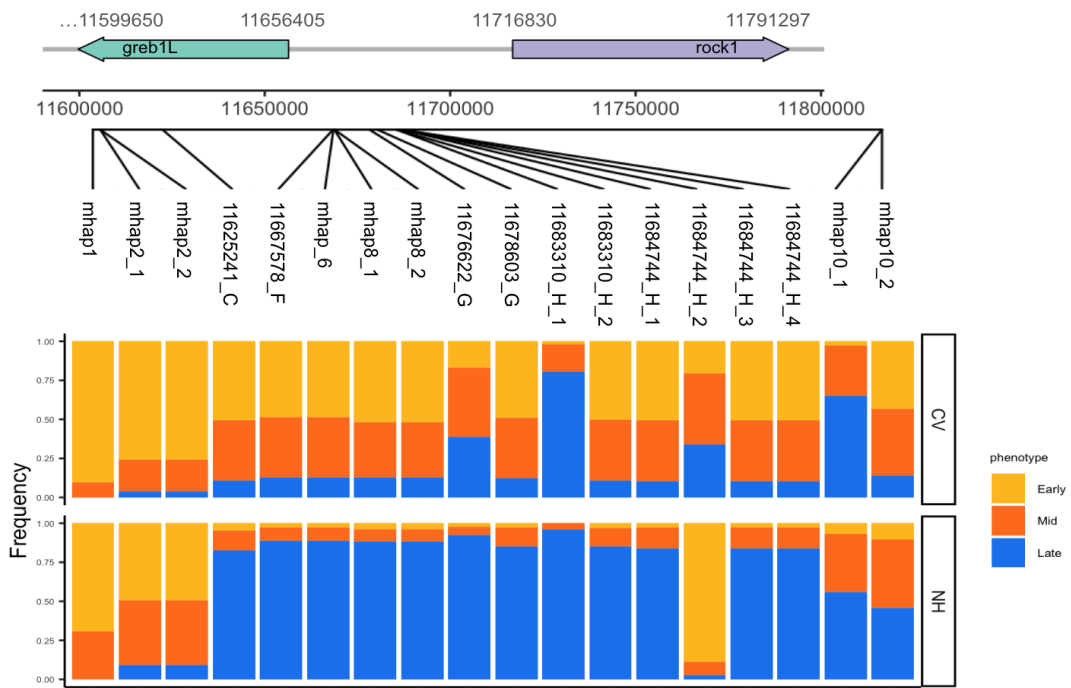 …11599650 11656405 11716830 11791297
greb1L rock1
11600000 11650000 11700000 11750000 11800000
mhap1
mhap2_1
mhap2_2
11625241_C
11667578_F
mhap_6
mhap8_1
mhap8_2
11676622_G
11678603_G
11683310_H_1
11683310_H_2
11684744_H_1
11684744_H_2
11684744_H_3
11684744_H_4
mhap10_1
mhap10_2
Frequency
1.00
0.75
0.50
0.25
0.00
CV
1.00
0.75
0.50
0.25
0.00
NH
phenotype
Early
Mid
Late